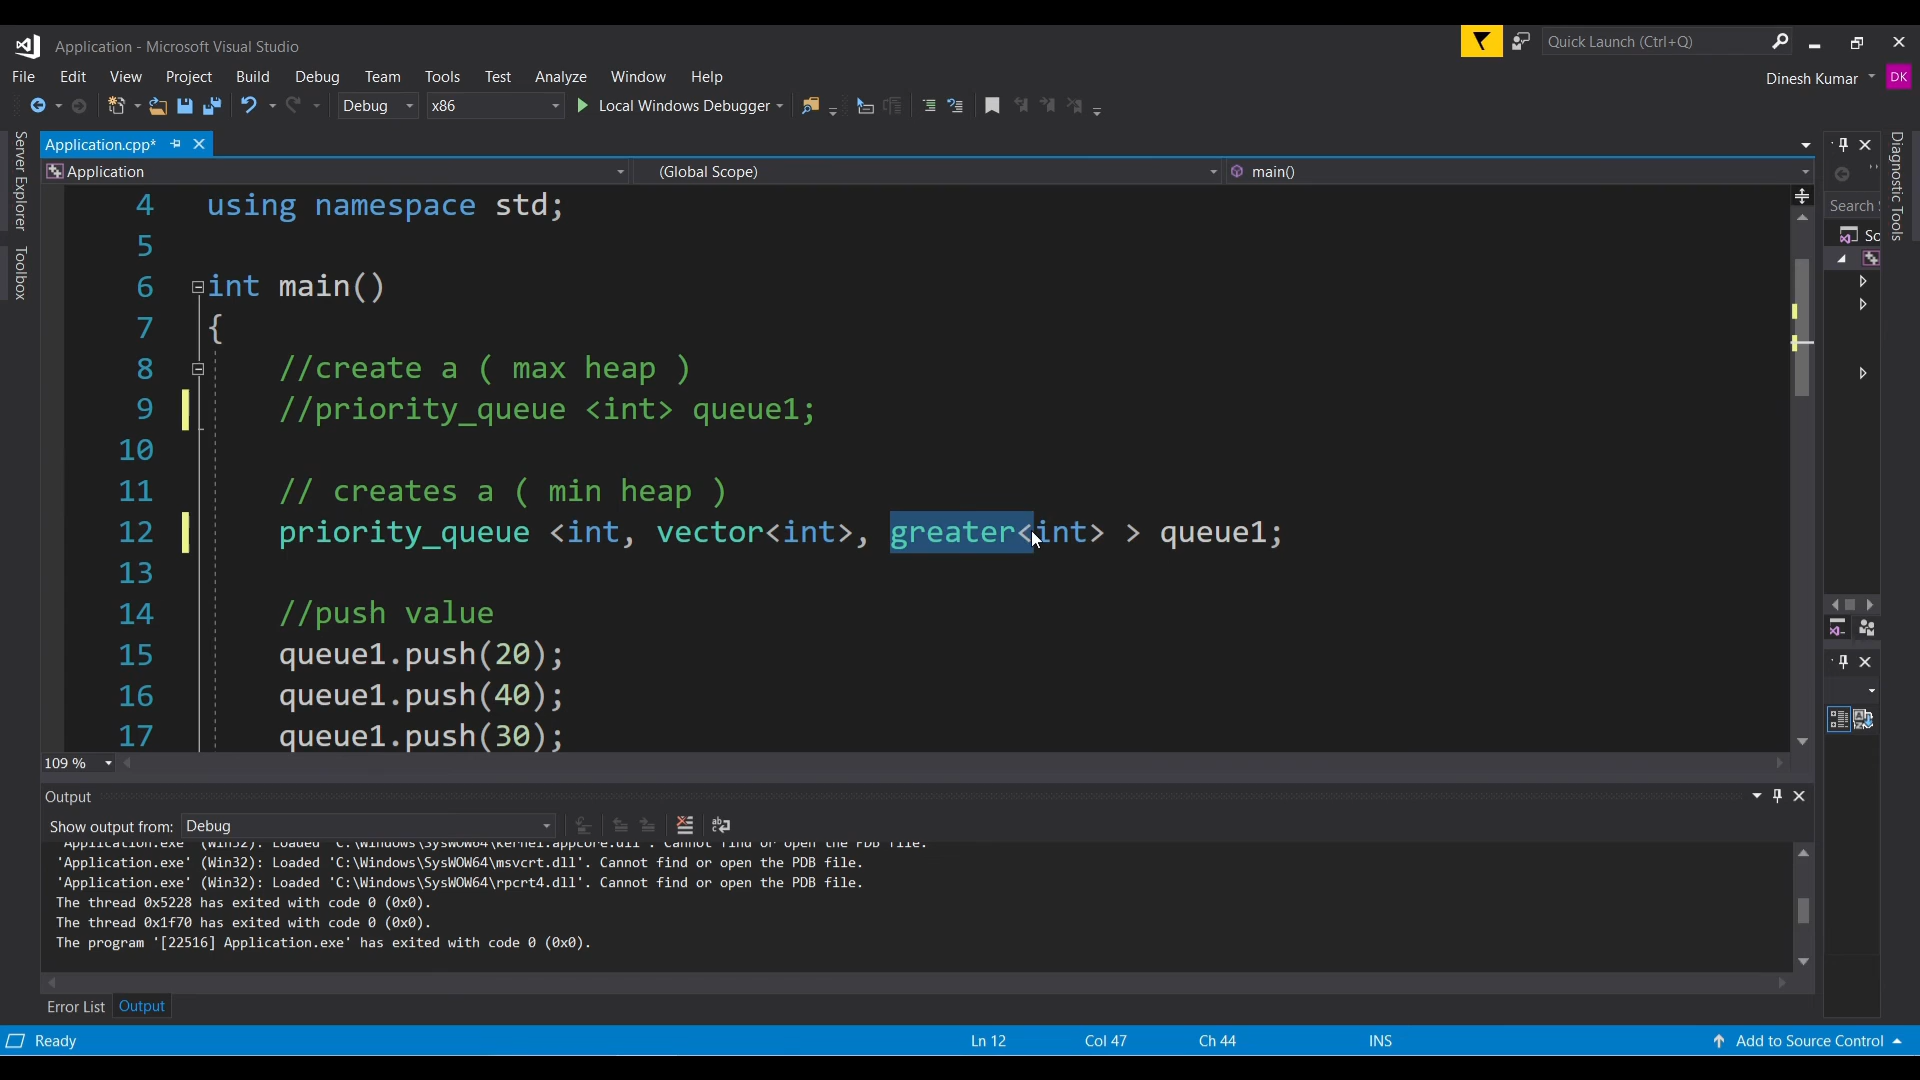 Application - Microsoft Visual Studio
Quick Launch (Ctrl+Q)
File Edit View Project Build Debug Team Tools Test Analyze Window Help
Dinesh Kumar DK
Debug x86 Local Windows Debugger
Server Explorer
Toolbox
Application.cpp*
Application (Global Scope) main()
4 using namespace std;
5
6 int main()
7 {
8 //create a ( max heap )
9 //priority_queue <int> queue1;
10
11 // creates a ( min heap )
12 priority_queue <int, vector<int>, greater<int> > queue1;
13
14 //push value
15 queue1.push(20);
16 queue1.push(40);
17 queue1.push(30);
109 %
Search
So
Diagnostic Tools
Output
Show output from: Debug
'Application.exe' (Win32): Loaded 'C:\Windows\SysWOW64\kernel.appcore.dll'. Cannot find or open the PDB file.
'Application.exe' (Win32): Loaded 'C:\Windows\SysWOW64\msvcrt.dll'. Cannot find or open the PDB file.
'Application.exe' (Win32): Loaded 'C:\Windows\SysWOW64\rpcrt4.dll'. Cannot find or open the PDB file.
The thread 0x5228 has exited with code 0 (0x0).
The thread 0x1f70 has exited with code 0 (0x0).
The program '[22516] Application.exe' has exited with code 0 (0x0).
Error List Output
Ready Ln 12 Col 47 Ch 44 INS Add to Source Control